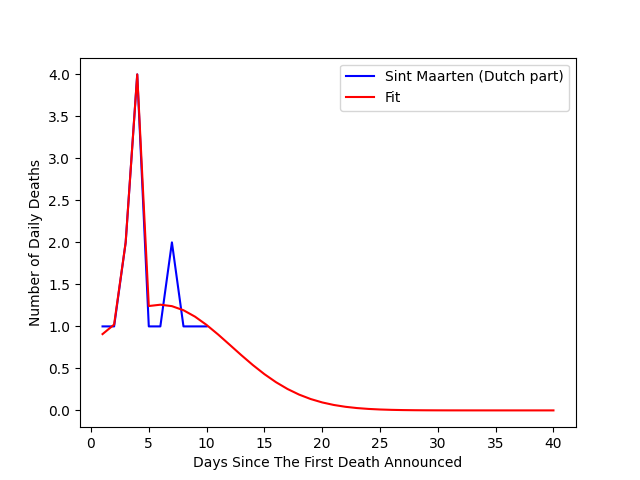 Sint Maarten (Dutch part)
Fit
4.0
3.5
3.0
2.5
2.0
1.5
1.0
0.5
0.0
Number of Daily Deaths
0 5 10 15 20 25 30 35 40
Days Since The First Death Announced